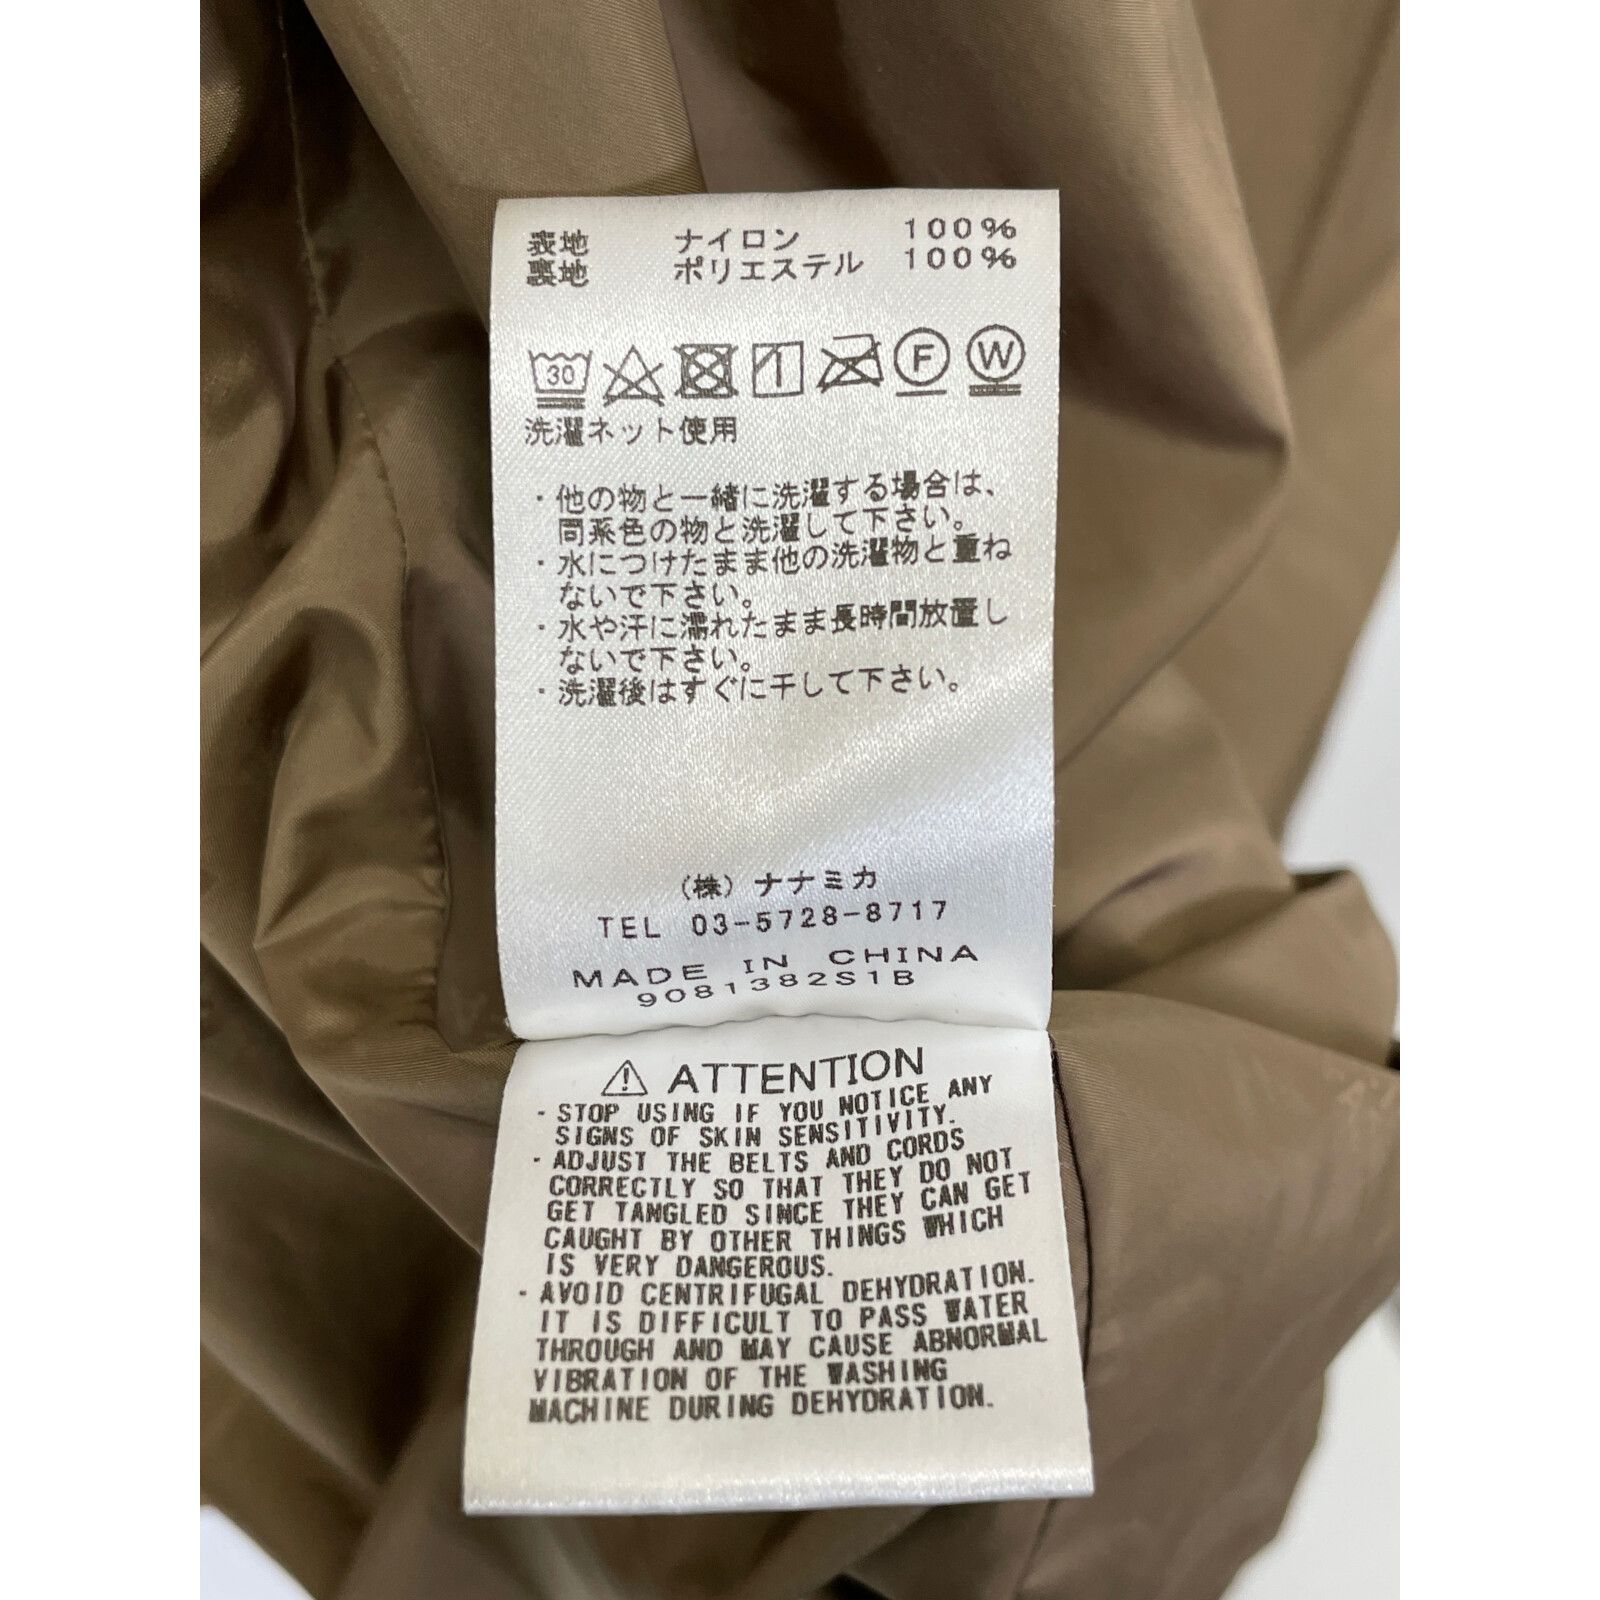 表地 ナイロン 100%
裏地 ポリエステル 100%
30 F W
洗濯ネット使用
・他の物と一緒に洗濯する場合は、
同系色の物と洗濯して下さい。
・水につけたまま他の洗濯物と重ね
ないで下さい。
・水や汗に濡れたまま長時間放置し
ないで下さい。
・洗濯後はすぐに干して下さい。
(株) ナナミカ
TEL 03-5728-8717
MADE IN CHINA
9081382S1B
⚠ ATTENTION
・STOP USING IF YOU NOTICE ANY
SIGNS OF SKIN SENSITIVITY.
・ADJUST THE BELTS AND CORDS
CORRECTLY SO THAT THEY DO NOT
GET TANGLED SINCE THEY CAN GET
CAUGHT BY OTHER THINGS WHICH
IS VERY DANGEROUS.
・AVOID CENTRIFUGAL DEHYDRATION.
IT IS DIFFICULT TO PASS WATER
THROUGH AND MAY CAUSE ABNORMAL
VIBRATION OF THE WASHING
MACHINE DURING DEHYDRATION.